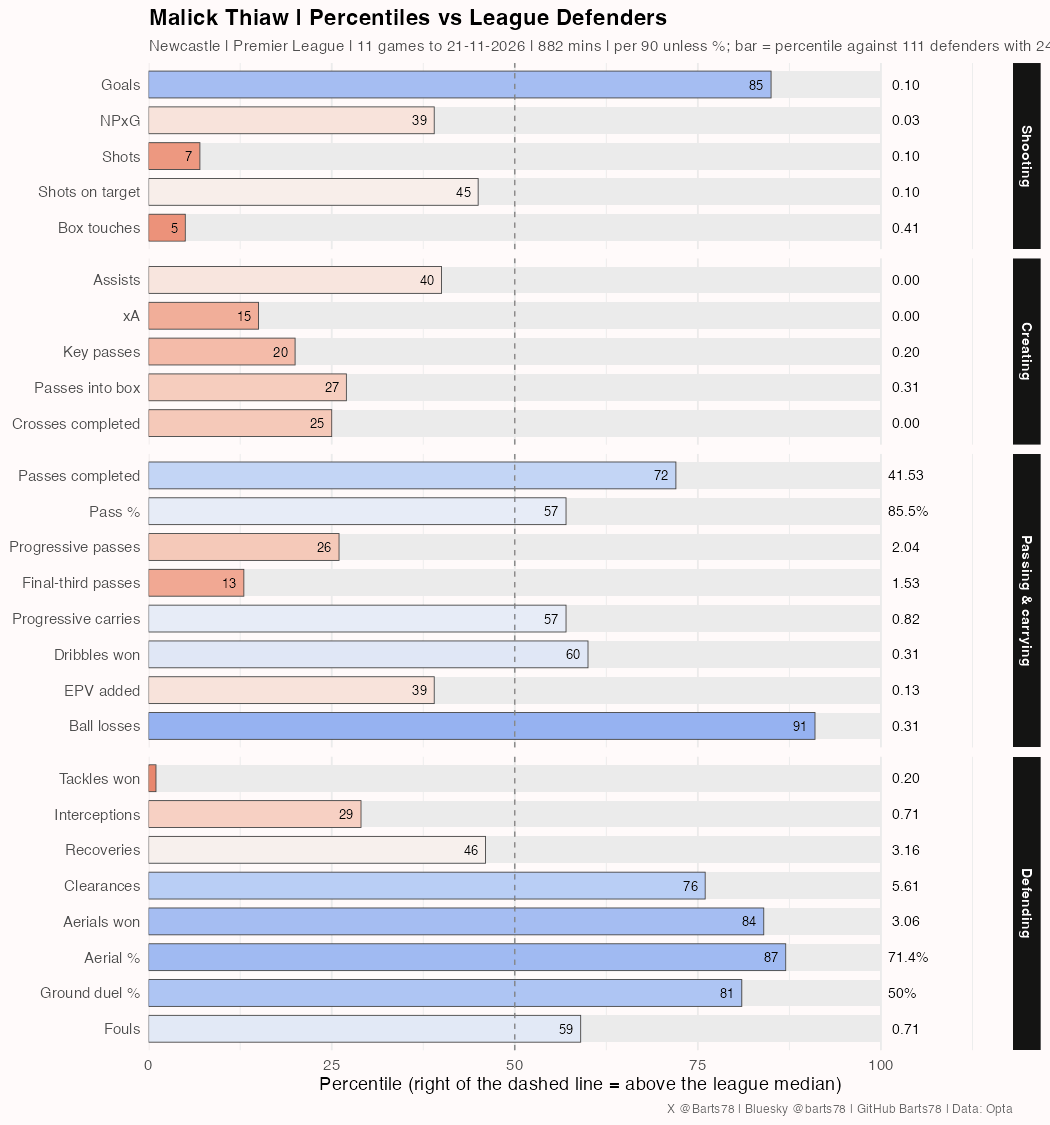 Malick Thiaw | Percentiles vs League Defenders
Newcastle | Premier League | 11 games to 21-11-2026 | 882 mins | per 90 unless %; bar = percentile against 111 defenders with 24
Shooting
Goals 85 0.10
NPxG 39 0.03
Shots 7 0.10
Shots on target 45 0.10
Box touches 5 0.41
Creating
Assists 40 0.00
xA 15 0.00
Key passes 20 0.20
Passes into box 27 0.31
Crosses completed 25 0.00
Passing & carrying
Passes completed 72 41.53
Pass % 57 85.5%
Progressive passes 26 2.04
Final-third passes 13 1.53
Progressive carries 57 0.82
Dribbles won 60 0.31
EPV added 39 0.13
Ball losses 91 0.31
Defending
Tackles won 0.20
Interceptions 29 0.71
Recoveries 46 3.16
Clearances 76 5.61
Aerials won 84 3.06
Aerial % 87 71.4%
Ground duel % 81 50%
Fouls 59 0.71
0 25 50 75 100
Percentile (right of the dashed line = above the league median)
X @Barts78 | Bluesky @barts78 | GitHub Barts78 | Data: Opta